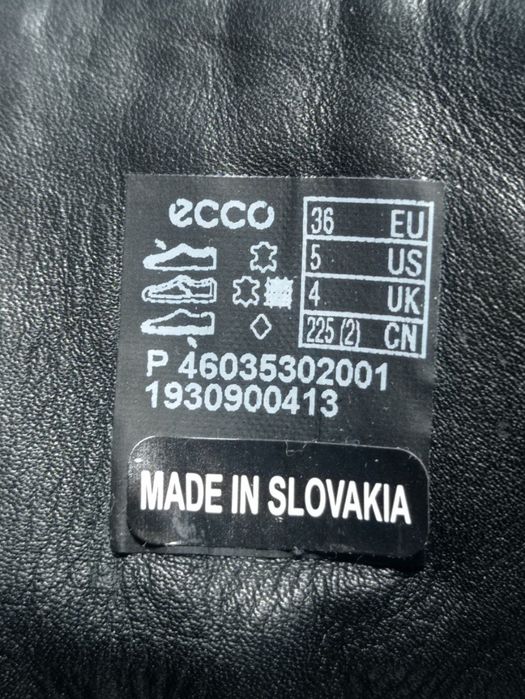 ecco
36 EU
5 US
4 UK
225 (2) CN
P 46035302001
1930900413
MADE IN SLOVAKIA